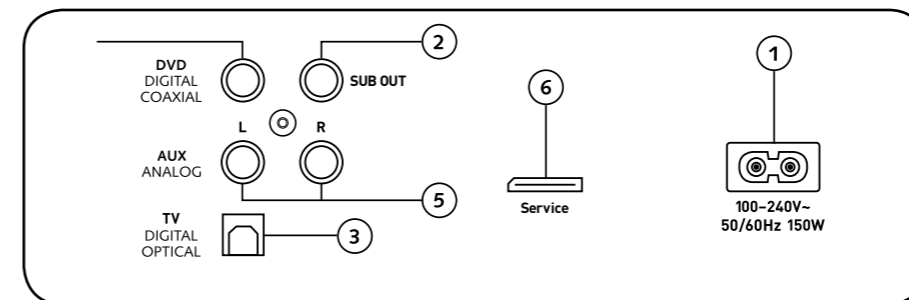 2
1
DVD
DIGITAL
COAXIAL
SUB OUT
6
L
R
AUX
ANALOG
5
Service
100–240V~
50/60Hz 150W
TV
DIGITAL
OPTICAL
3